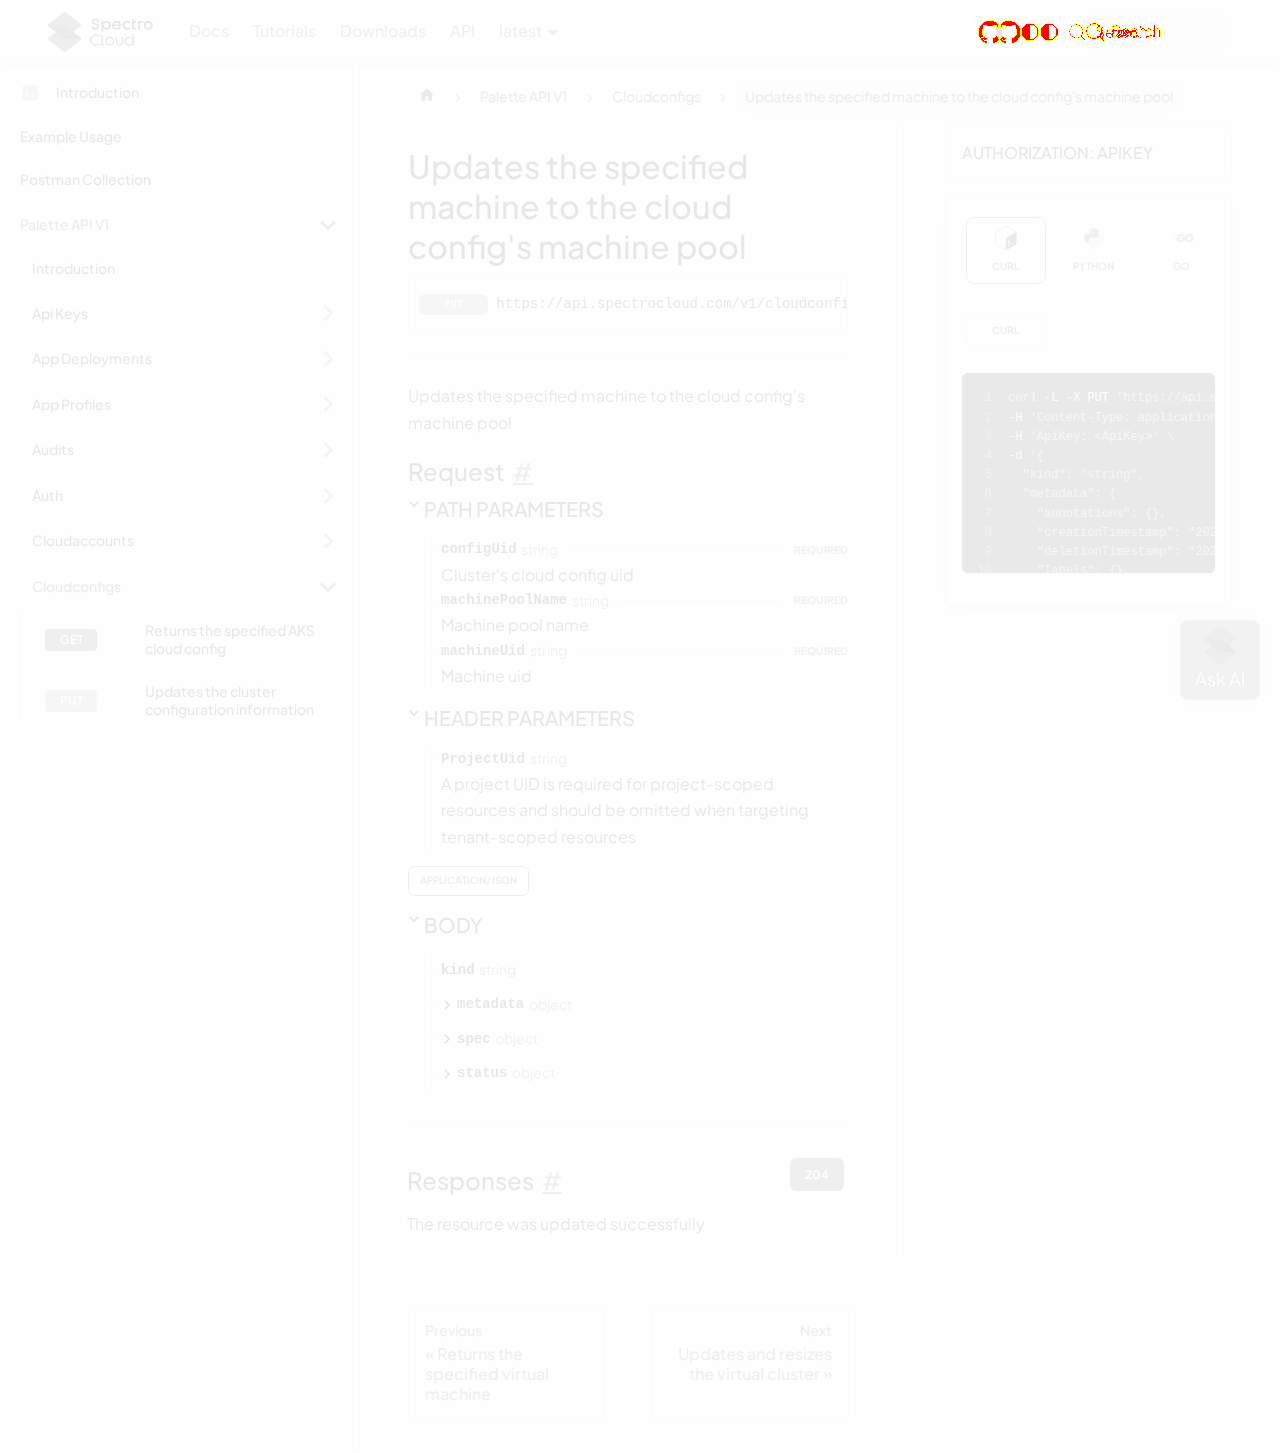 Spectro
Cloud
Docs
Tutorials
Downloads
API
latest
Introduction
Example Usage
Postman Collection
Palette API V1
Introduction
Api Keys
App Deployments
App Profiles
Audits
Auth
Cloudaccounts
Cloudconfigs
GET
Returns the specified AKS
cloud config
PUT
Updates the cluster
configuration information
Palette API V1
Cloudconfigs
Updates the specified machine to the cloud config's machine pool
Updates the specified
machine to the cloud
config's machine pool
PUT
https://api.spectrocloud.com/v1/cloudconfi
Updates the specified machine to the cloud config's
machine pool
Request #
PATH PARAMETERS
configUid string REQUIRED
Cluster's cloud config uid
machinePoolName string REQUIRED
Machine pool name
machineUid string REQUIRED
Machine uid
HEADER PARAMETERS
ProjectUid string
A project UID is required for project-scoped
resources and should be omitted when targeting
tenant-scoped resources
APPLICATION/JSON
BODY
kind string
metadata object
spec object
status object
Responses #
204
The resource was updated successfully
Previous
« Returns the
specified virtual
machine
Next
Updates and resizes
the virtual cluster »
AUTHORIZATION: APIKEY
CURL
PYTHON
GO
GO
CURL
1 curl -L -X PUT 'https://api.s
2 -H 'Content-Type: application
3 -H 'ApiKey: <ApiKey>' \
4 -d '{
5 "kind": "string",
6 "metadata": {
7 "annotations": {},
8 "creationTimestamp": "202
9 "deletionTimestamp": "202
10 "labels": {},
Ask AI